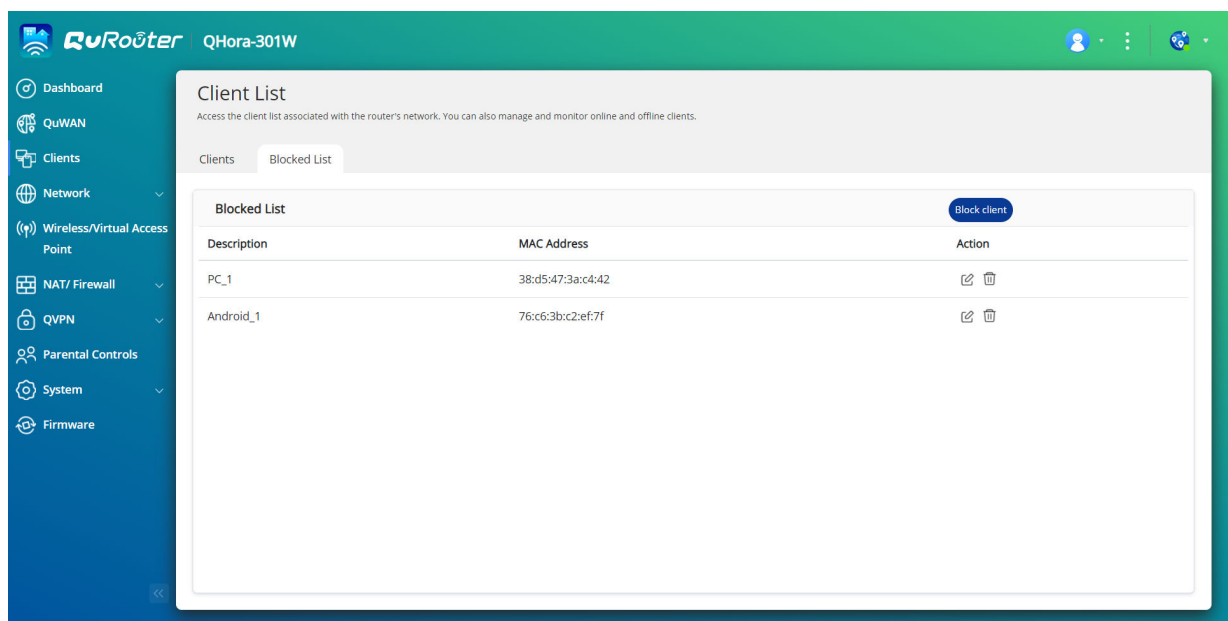 QuRouter QHora-301W
Dashboard
QuWAN
Clients
Network
Wireless/Virtual Access
Point
NAT/ Firewall
QVPN
Parental Controls
System
Firmware
Client List
Access the client list associated with the router's network. You can also manage and monitor online and offline clients.
Clients Blocked List
Blocked List Block client
Description MAC Address Action
PC_1 38:d5:47:3a:c4:42
Android_1 76:c6:3b:c2:ef:7f